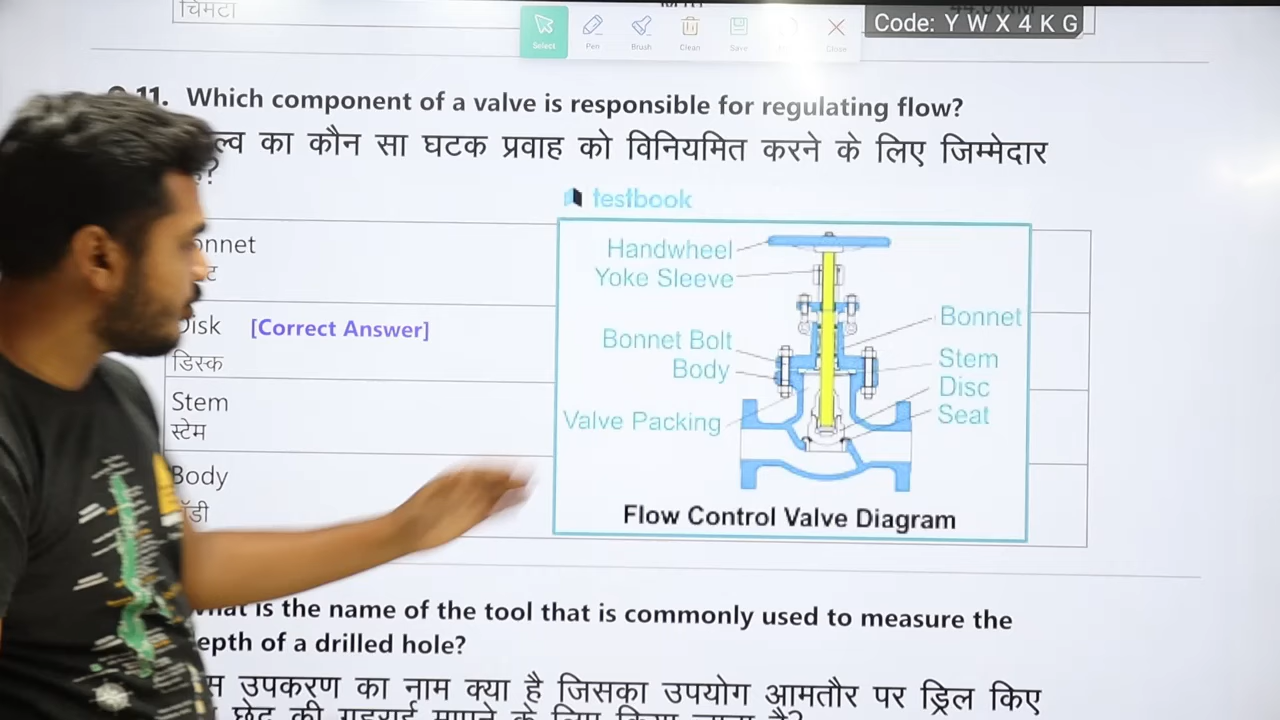 चिमटा
Select
Pen
Brush
Clean
Save
Close
Code: Y W X 4 K G
11. Which component of a valve is responsible for regulating flow?
का कौन सा घटक प्रवाह को विनियमित करने के लिए जिम्मेदार
testbook
Disk [Correct Answer]
डिस्क
Stem
स्टेम
Body
Handwheel
Yoke Sleeve
Bonnet Bolt
Body
Valve Packing
Bonnet
Stem
Disc
Seat
Flow Control Valve Diagram
is the name of the tool that is commonly used to measure the
of a drilled hole?
उपकरण का नाम क्या है जिसका उपयोग आमतौर पर ड्रिल किए